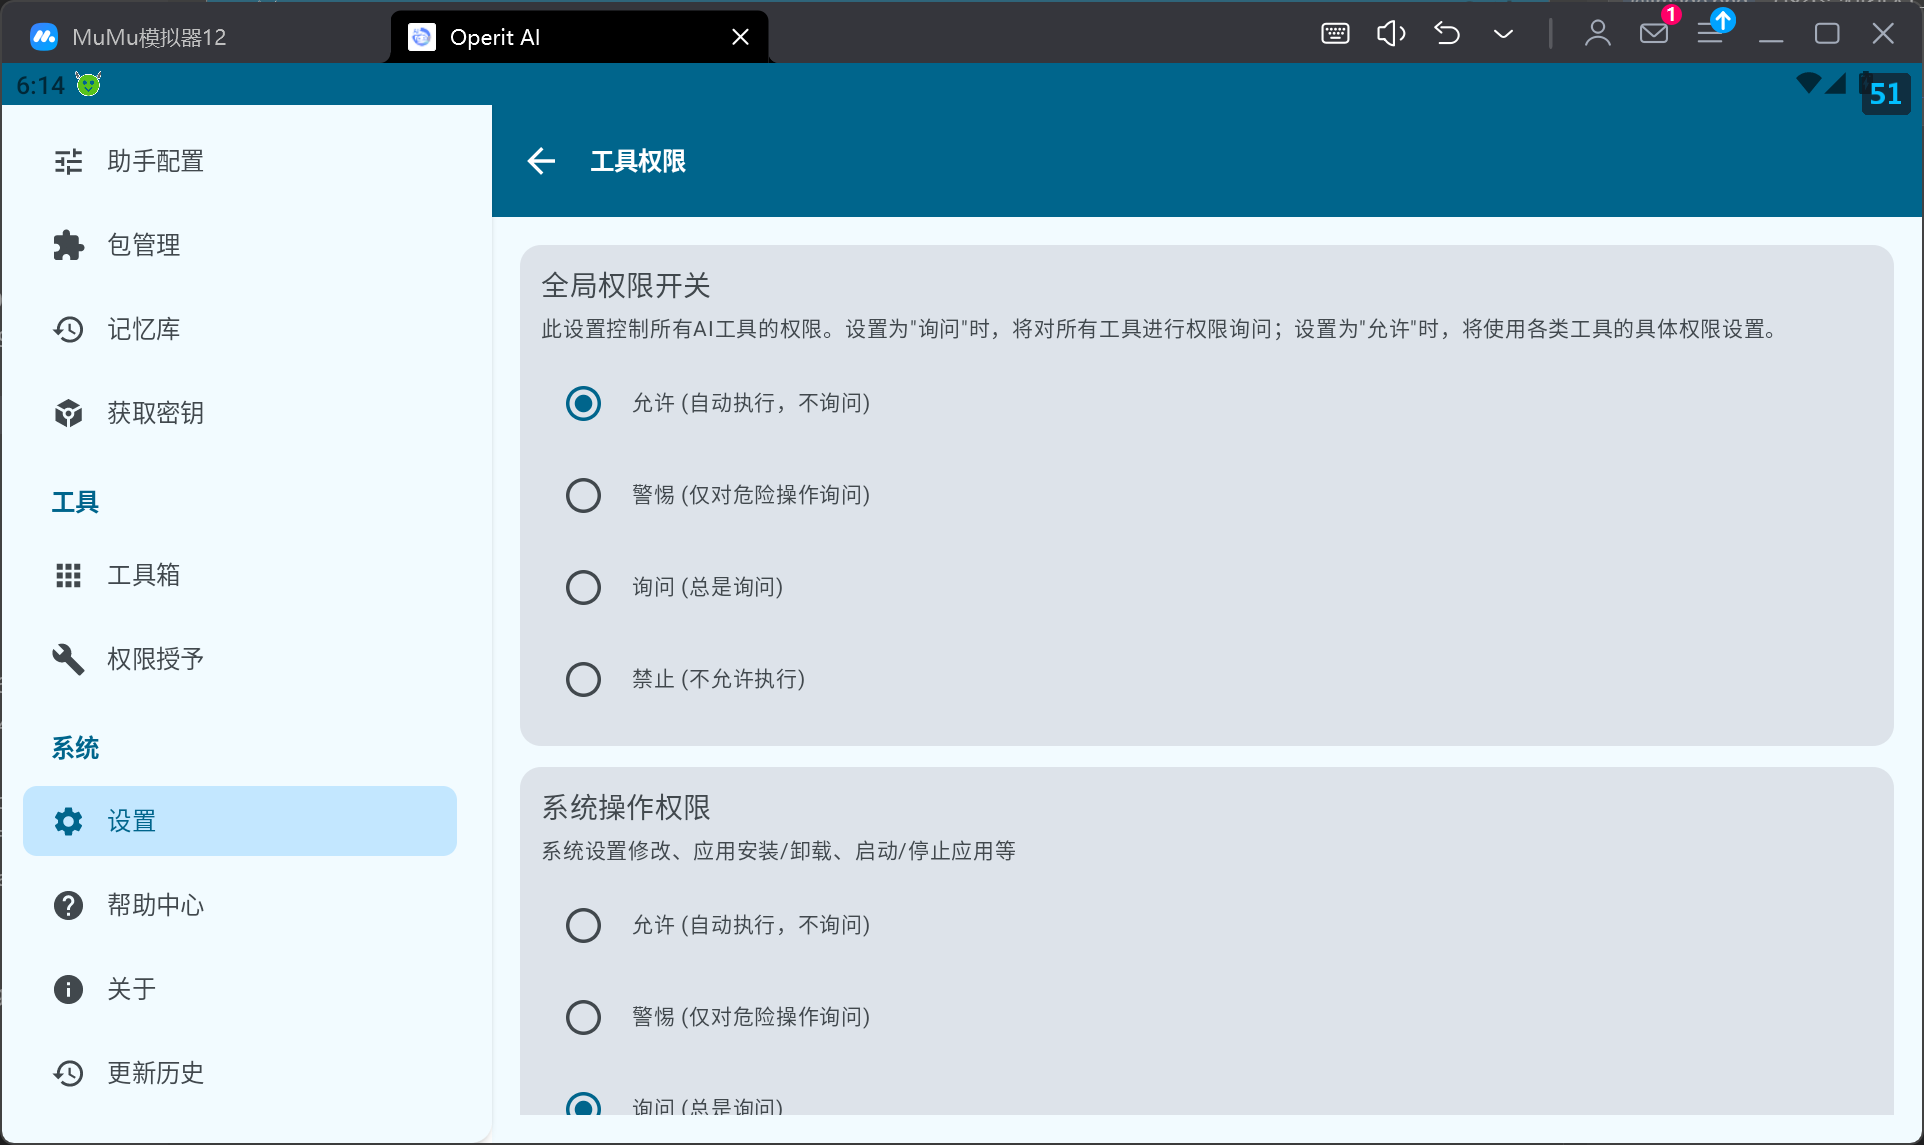 MuMu模拟器12
Operit AI
1
6:14
51
助手配置
包管理
记忆库
获取密钥
工具
工具箱
权限授予
系统
设置
帮助中心
关于
更新历史
工具权限
全局权限开关
此设置控制所有AI工具的权限。设置为"询问"时，将对所有工具进行权限询问；设置为"允许"时，将使用各类工具的具体权限设置。
允许 (自动执行，不询问)
警惕 (仅对危险操作询问)
询问 (总是询问)
禁止 (不允许执行)
系统操作权限
系统设置修改、应用安装/卸载、启动/停止应用等
允许 (自动执行，不询问)
警惕 (仅对危险操作询问)
询问 (总是询问)